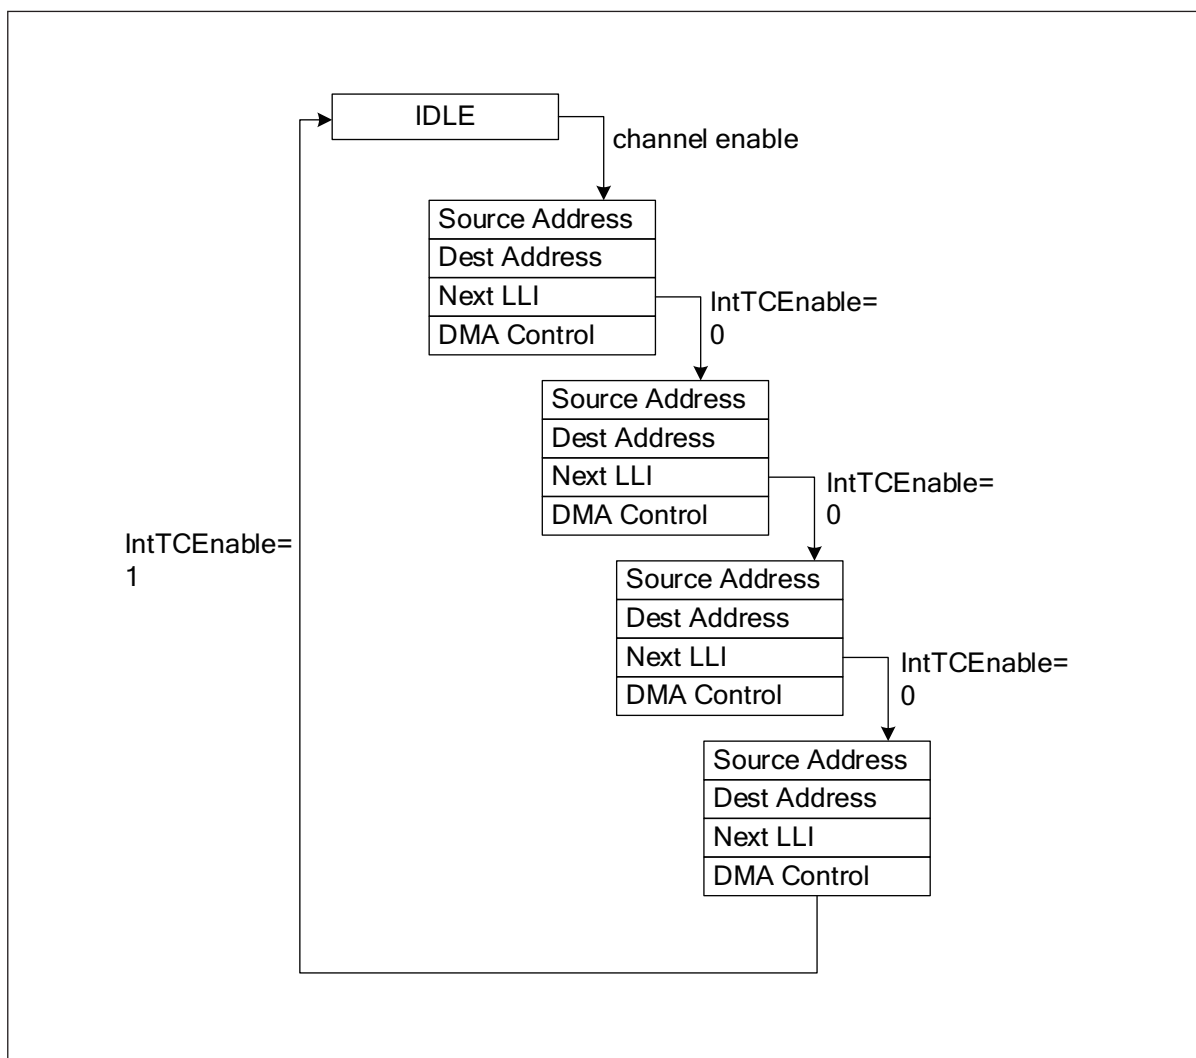 IDLE
channel enable
Source Address
Dest Address
Next LLI
DMA Control
IntTCEnable=
0
Source Address
Dest Address
Next LLI
DMA Control
IntTCEnable=
0
Source Address
Dest Address
Next LLI
DMA Control
IntTCEnable=
0
Source Address
Dest Address
Next LLI
DMA Control
IntTCEnable=
1